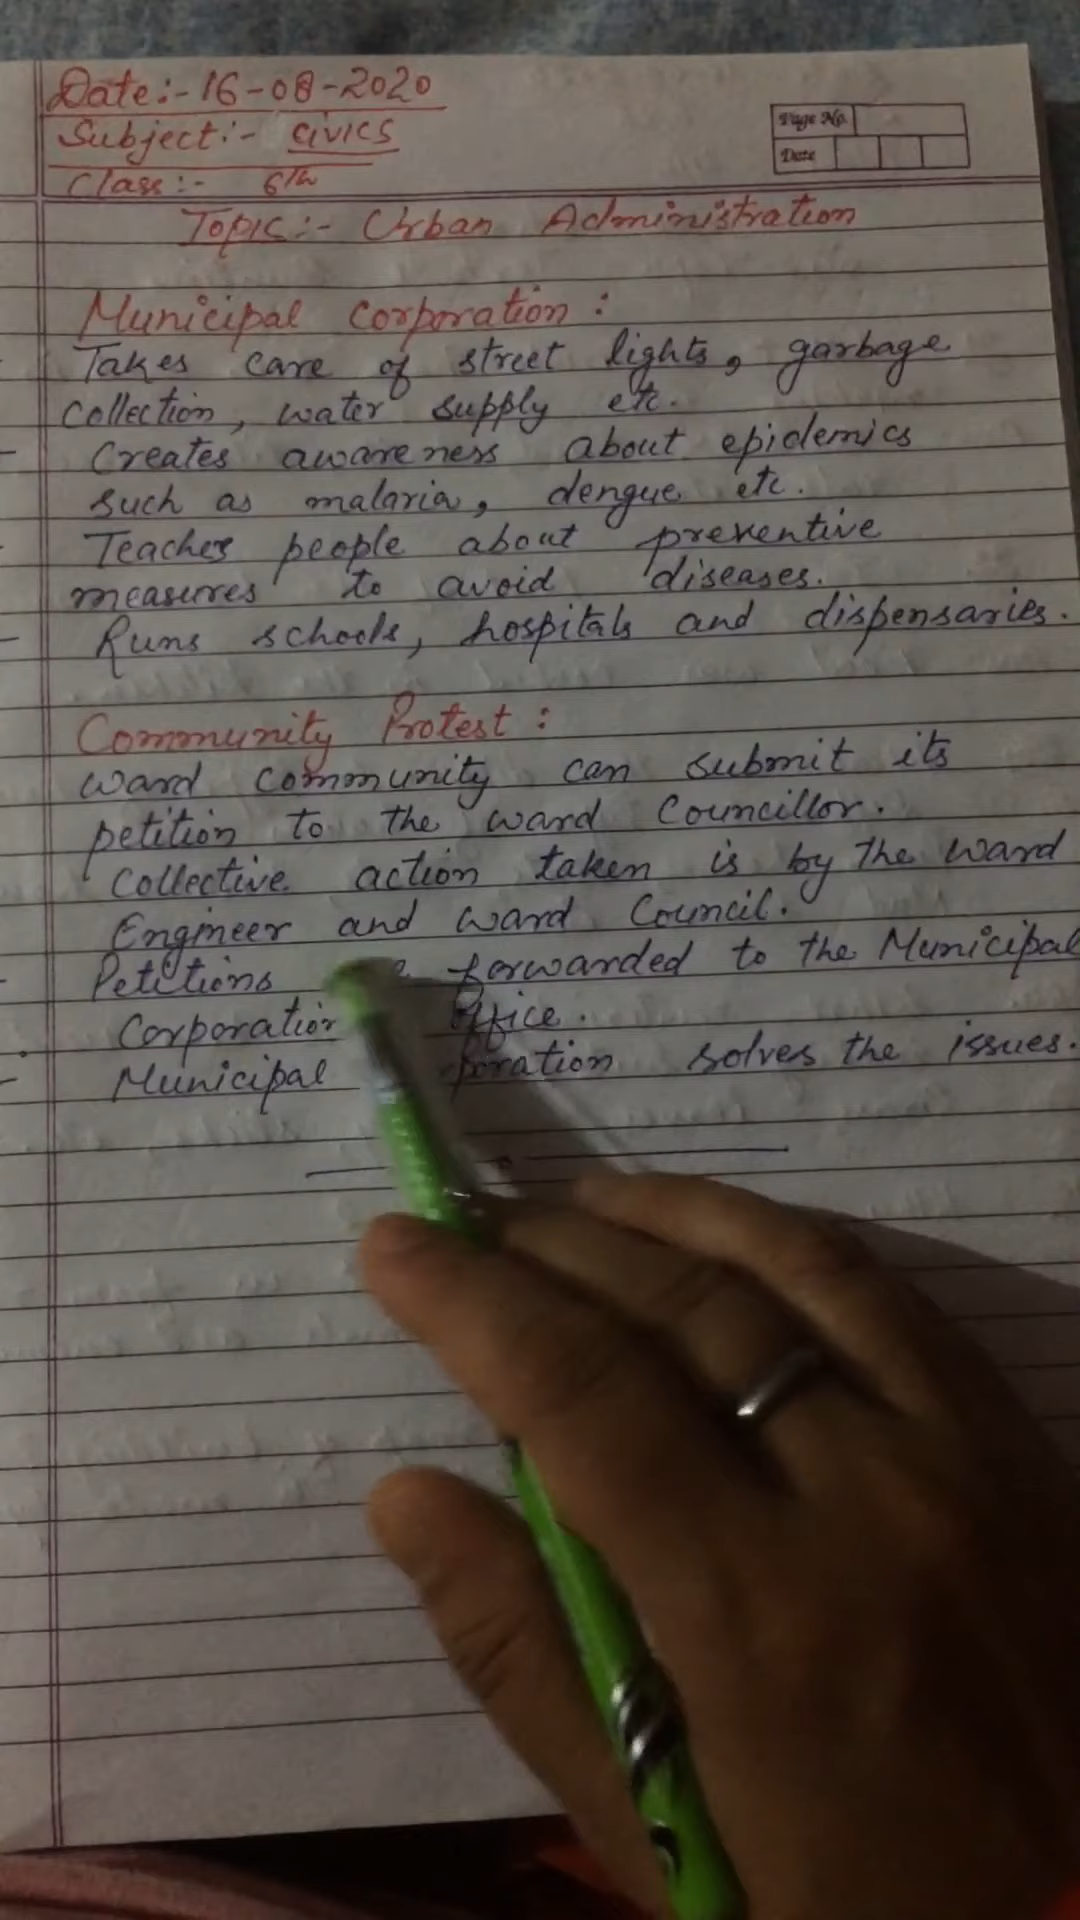 Date:- 16-08-2020
Subject:- civics
Class:- 6th
Page No.
Date
Topic:- Urban Administration
Municipal corporation :
Takes care of street lights, garbage
collection, water supply etc.
- Creates awareness about epidemics
such as malaria, dengue etc.
- Teaches people about preventive
measures to avoid diseases.
- Runs schools, hospitals and dispensaries.
Community Protest :
ward community can submit its
petition to the ward Councillor.
Collective action taken is by the ward
Engineer and ward Council.
- Petitions forwarded to the Municipal
Corporation office.
- Municipal poration solves the issues.